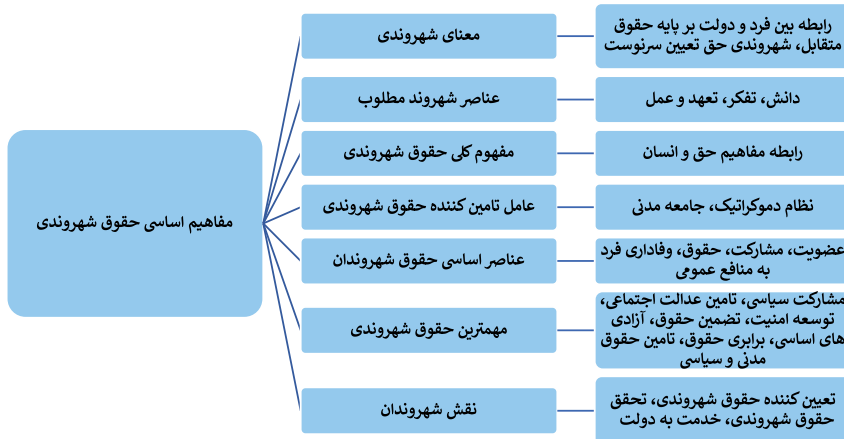 مفاهیم اساسی حقوق شهروندی
معنای شهروندی
رابطه بین فرد و دولت بر پایه حقوق
متقابل، شهروندی حق تعیین سرنوست
عناصر شهروند مطلوب
دانش، تفکر، تعهد و عمل
مفهوم کلی حقوق شهروندی
رابطه مفاهیم حق و انسان
عامل تامین کننده حقوق شهروندی
نظام دموکراتیک، جامعه مدنی
عناصر اساسی حقوق شهروندان
عضویت، مشارکت، حقوق، وفاداری فرد
به منافع عمومی
مهمترین حقوق شهروندی
مشارکت سیاسی، تامین عدالت اجتماعی،
توسعه امنیت، تضمین حقوق، آزادی
های اساسی، برابری حقوق، تامین حقوق
مدنی و سیاسی
نقش شهروندان
تعیین کننده حقوق شهروندی، تحقق
حقوق شهروندی، خدمت به دولت